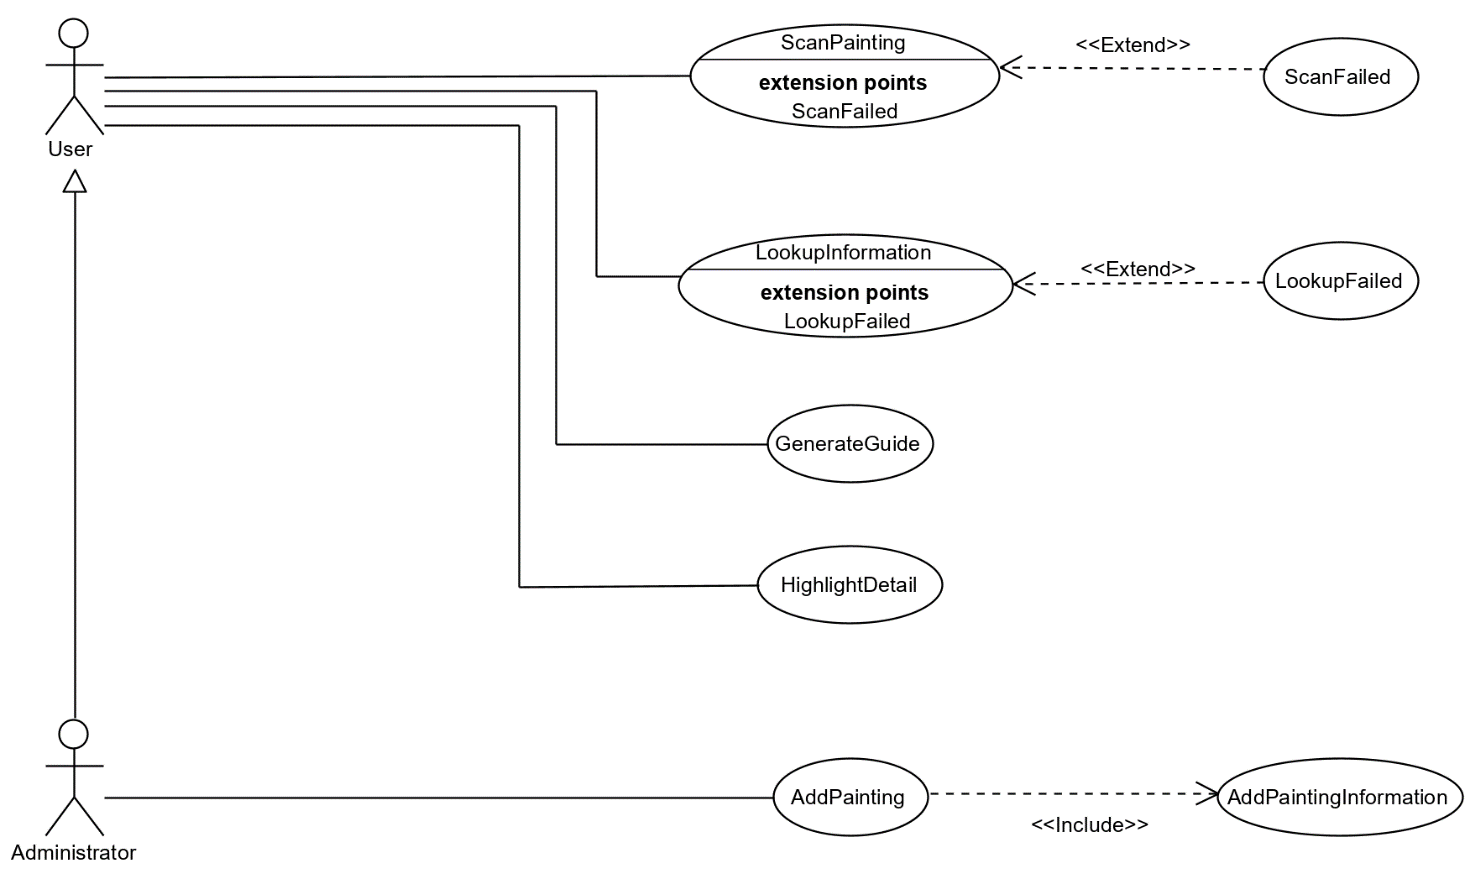 ScanPainting
<<Extend>>
ScanFailed
extension points
ScanFailed
User
LookupInformation
<<Extend>>
LookupFailed
extension points
LookupFailed
GenerateGuide
HighlightDetail
AddPainting
AddPaintingInformation
<<Include>>
Administrator